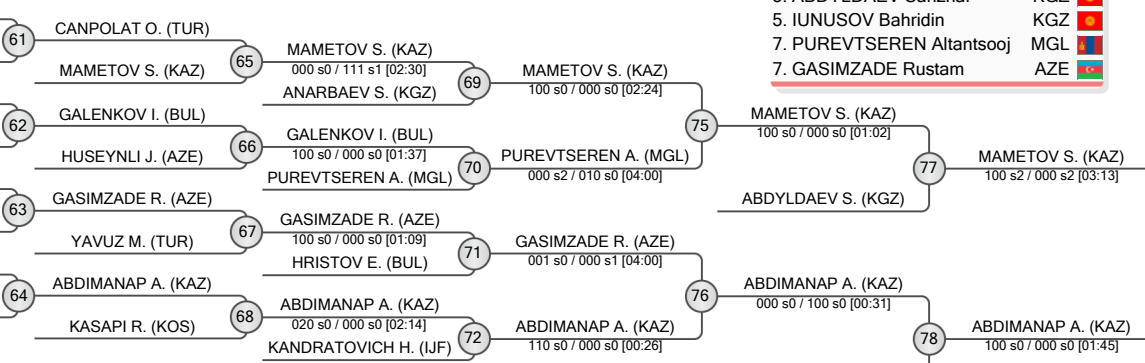 5. IUNUSOV Bahridin KGZ
7. PUREVTSEREN Altantsooj MGL
7. GASIMZADE Rustam AZE
61
CANPOLAT O. (TUR)
MAMETOV S. (KAZ)
62
GALENKOV I. (BUL)
HUSEYNLI J. (AZE)
63
GASIMZADE R. (AZE)
YAVUZ M. (TUR)
64
ABDIMANAP A. (KAZ)
KASAPI R. (KOS)
65
MAMETOV S. (KAZ)
000 s0 / 111 s1 [02:30]
ANARBAEV S. (KGZ)
66
GALENKOV I. (BUL)
100 s0 / 000 s0 [01:37]
PUREVTSEREN A. (MGL)
67
GASIMZADE R. (AZE)
100 s0 / 000 s0 [01:09]
HRISTOV E. (BUL)
68
ABDIMANAP A. (KAZ)
020 s0 / 000 s0 [02:14]
KANDRATOVICH H. (IJF)
69
MAMETOV S. (KAZ)
100 s0 / 000 s0 [02:24]
70
PUREVTSEREN A. (MGL)
000 s2 / 010 s0 [04:00]
71
GASIMZADE R. (AZE)
001 s0 / 000 s1 [04:00]
72
ABDIMANAP A. (KAZ)
110 s0 / 000 s0 [00:26]
75
MAMETOV S. (KAZ)
100 s0 / 000 s0 [01:02]
ABDYLDAEV S. (KGZ)
76
ABDIMANAP A. (KAZ)
000 s0 / 100 s0 [00:31]
77
MAMETOV S. (KAZ)
100 s2 / 000 s2 [03:13]
78
ABDIMANAP A. (KAZ)
100 s0 / 000 s0 [01:45]